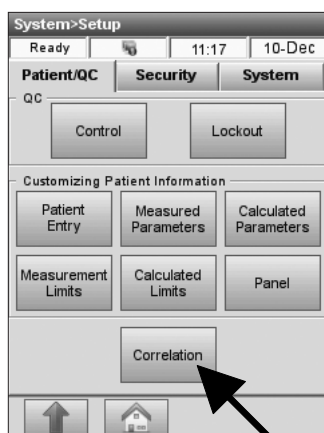 System>Setup
Ready 11:17 10-Dec
Patient/QC Security System
QC
Control Lockout
Customizing Patient Information
Patient Entry Measured Parameters Calculated Parameters
Measurement Limits Calculated Limits Panel
Correlation